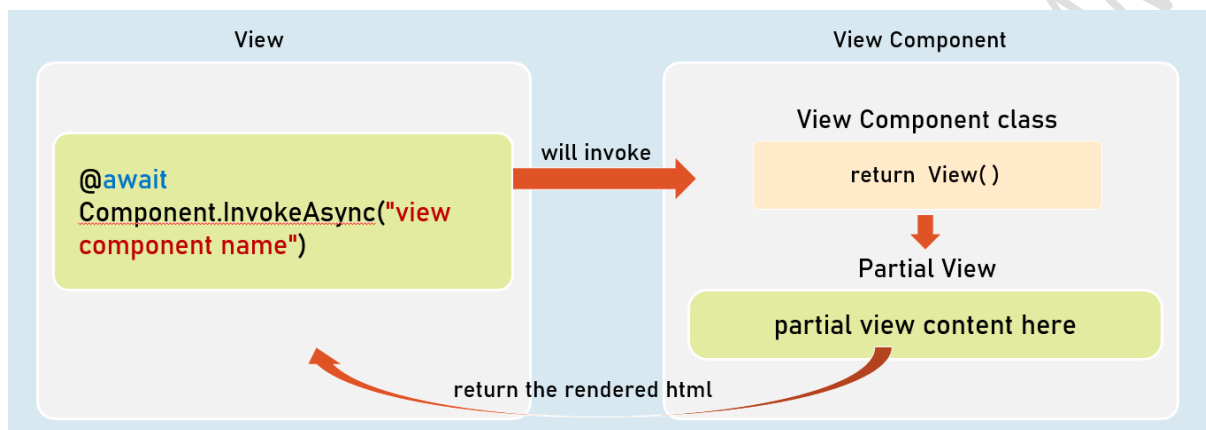 View
@await
Component.InvokeAsync("view
component name")
will invoke
View Component
View Component class
return View()
Partial View
partial view content here
return the rendered html